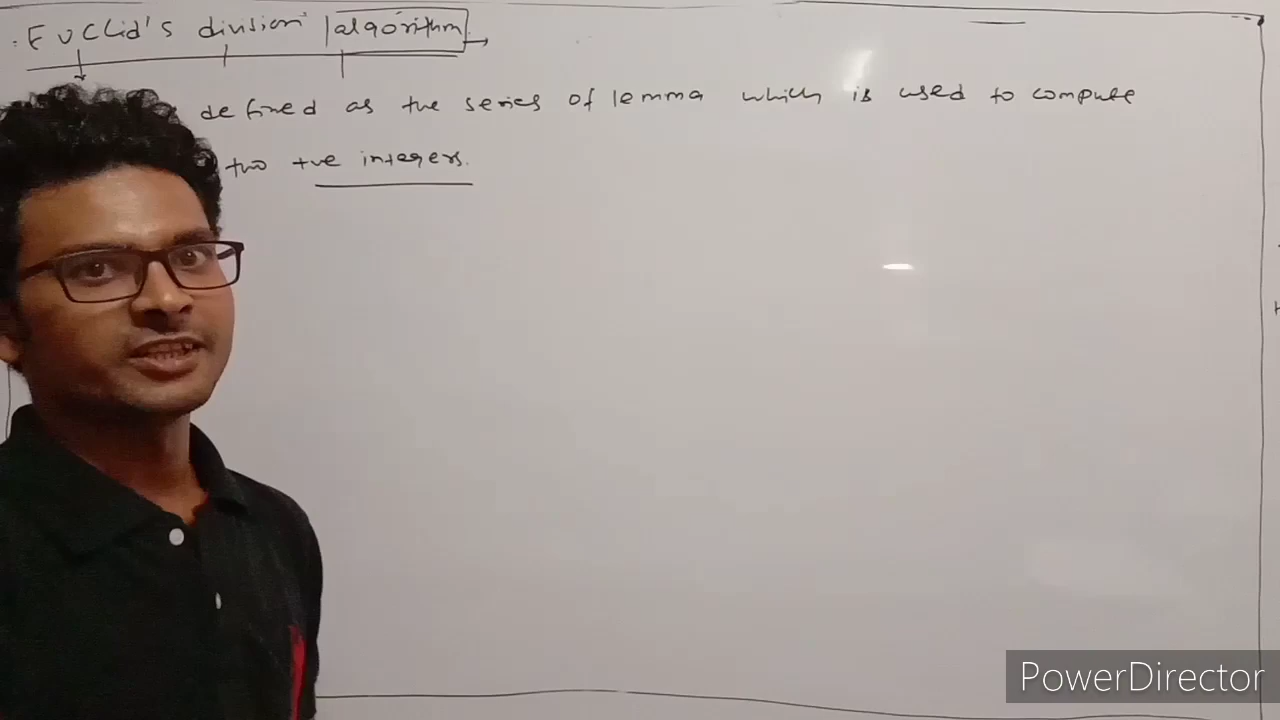 Euclid's division algorithm
defined as the series of lemma which is used to compute
two +ve integers.
PowerDirector